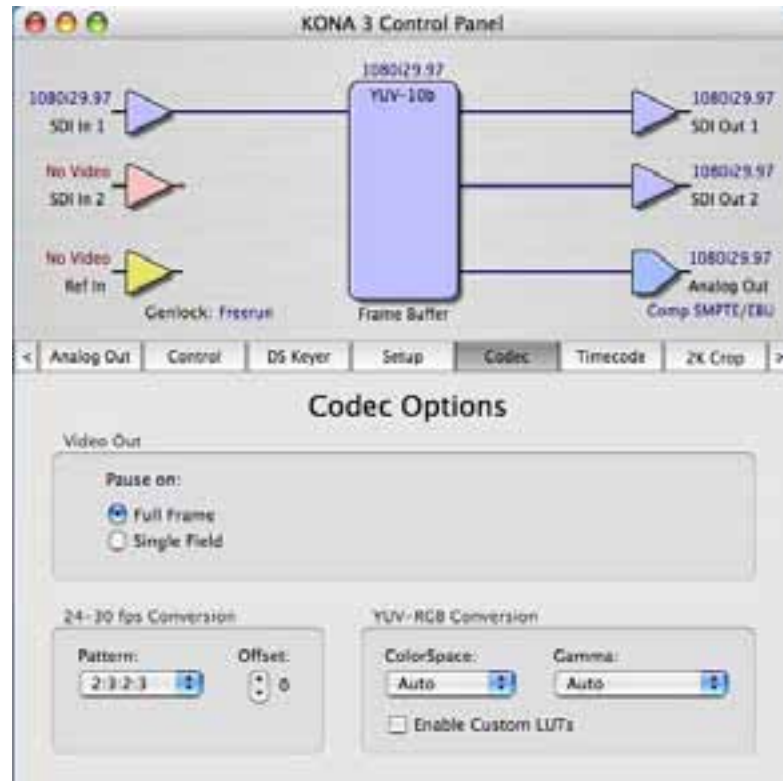 KONA 3 Control Panel
1080i29.97
YUV-10b
1080i29.97
SDI In 1
1080i29.97
SDI Out 1
No Video
SDI In 2
1080i29.97
SDI Out 2
No Video
Ref In
1080i29.97
Analog Out
Genlock: Freerun
Frame Buffer
Comp SMPTE/EBU
< Analog Out Control DS Keyer Setup Codec Timecode 2K Crop >
Codec Options
Video Out
Pause on:
Full Frame
Single Field
24-30 fps Conversion
YUV-RGB Conversion
Pattern: Offset:
2:3:2:3 0
ColorSpace: Gamma:
Auto Auto
Enable Custom LUTs